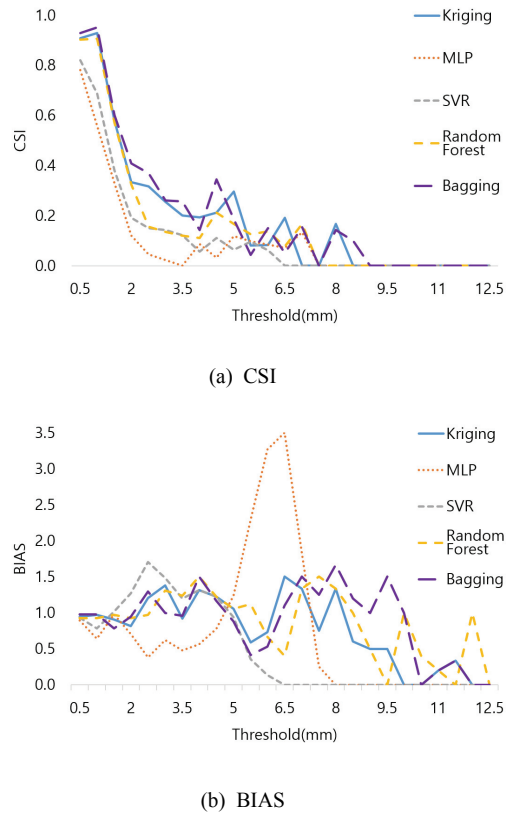 1.0
0.8
0.6
0.4
0.2
0.0
CSI
0.5 2 3.5 5 6.5 8 9.5 11 12.5
Threshold(mm)
Kriging
MLP
SVR
Random
Forest
Bagging
(a) CSI
3.5
3.0
2.5
2.0
1.5
1.0
0.5
0.0
BIAS
0.5 2 3.5 5 6.5 8 9.5 11 12.5
Threshold(mm)
Kriging
MLP
SVR
Random
Forest
Bagging
(b) BIAS